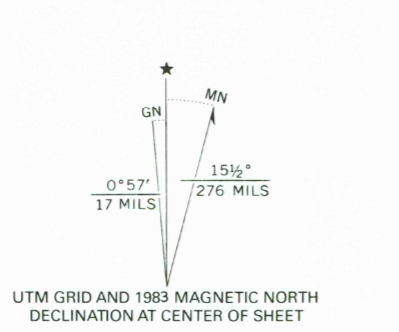 ★
MN
GN
0°57′
17 MILS
15½°
276 MILS
UTM GRID AND 1983 MAGNETIC NORTH
DECLINATION AT CENTER OF SHEET